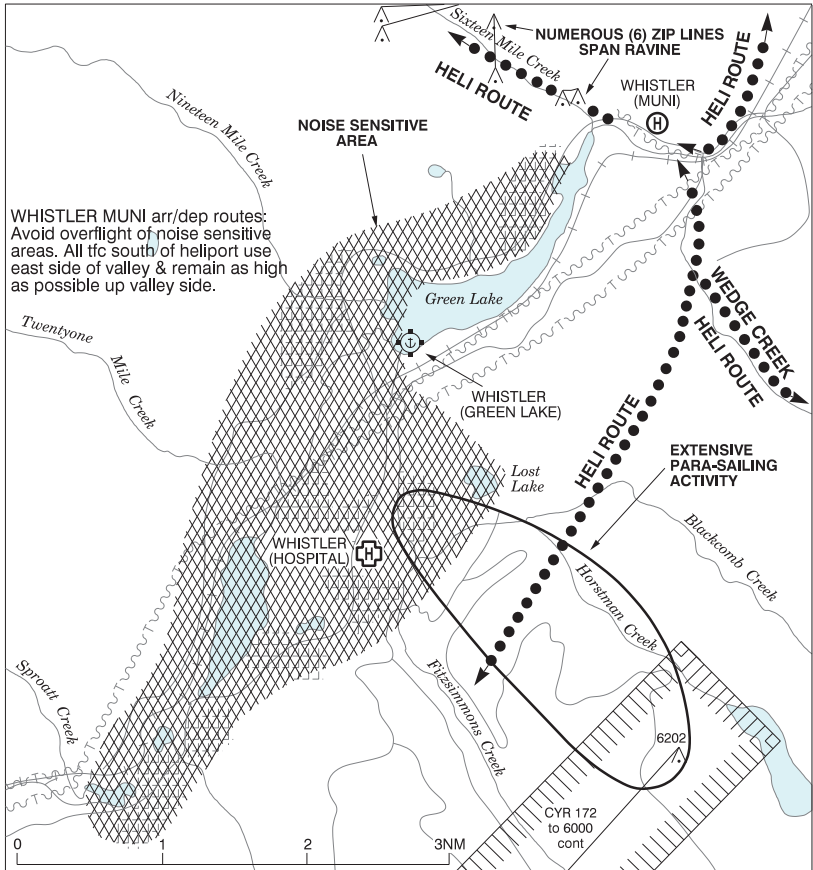 Sixteen Mile Creek
NUMEROUS (6) ZIP LINES
SPAN RAVINE
HELI ROUTE
WHISTLER
(MUNI)
H
HELI ROUTE
Nineteen Mile Creek
NOISE SENSITIVE
AREA
WHISTLER MUNI arr/dep routes:
Avoid overflight of noise sensitive
areas. All tfc south of heliport use
east side of valley & remain as high
as possible up valley side.
Green Lake
WEDGE CREEK
HELI ROUTE
Twentyone Mile Creek
WHISTLER
(GREEN LAKE)
HELI ROUTE
EXTENSIVE
PARA-SAILING
ACTIVITY
Lost
Lake
Blackcomb Creek
WHISTLER
(HOSPITAL)
H
Horstman Creek
Fitzsimmons Creek
Sproatt Creek
6202
CYR 172
to 6000
cont
0 1 2 3NM
T T T T T T